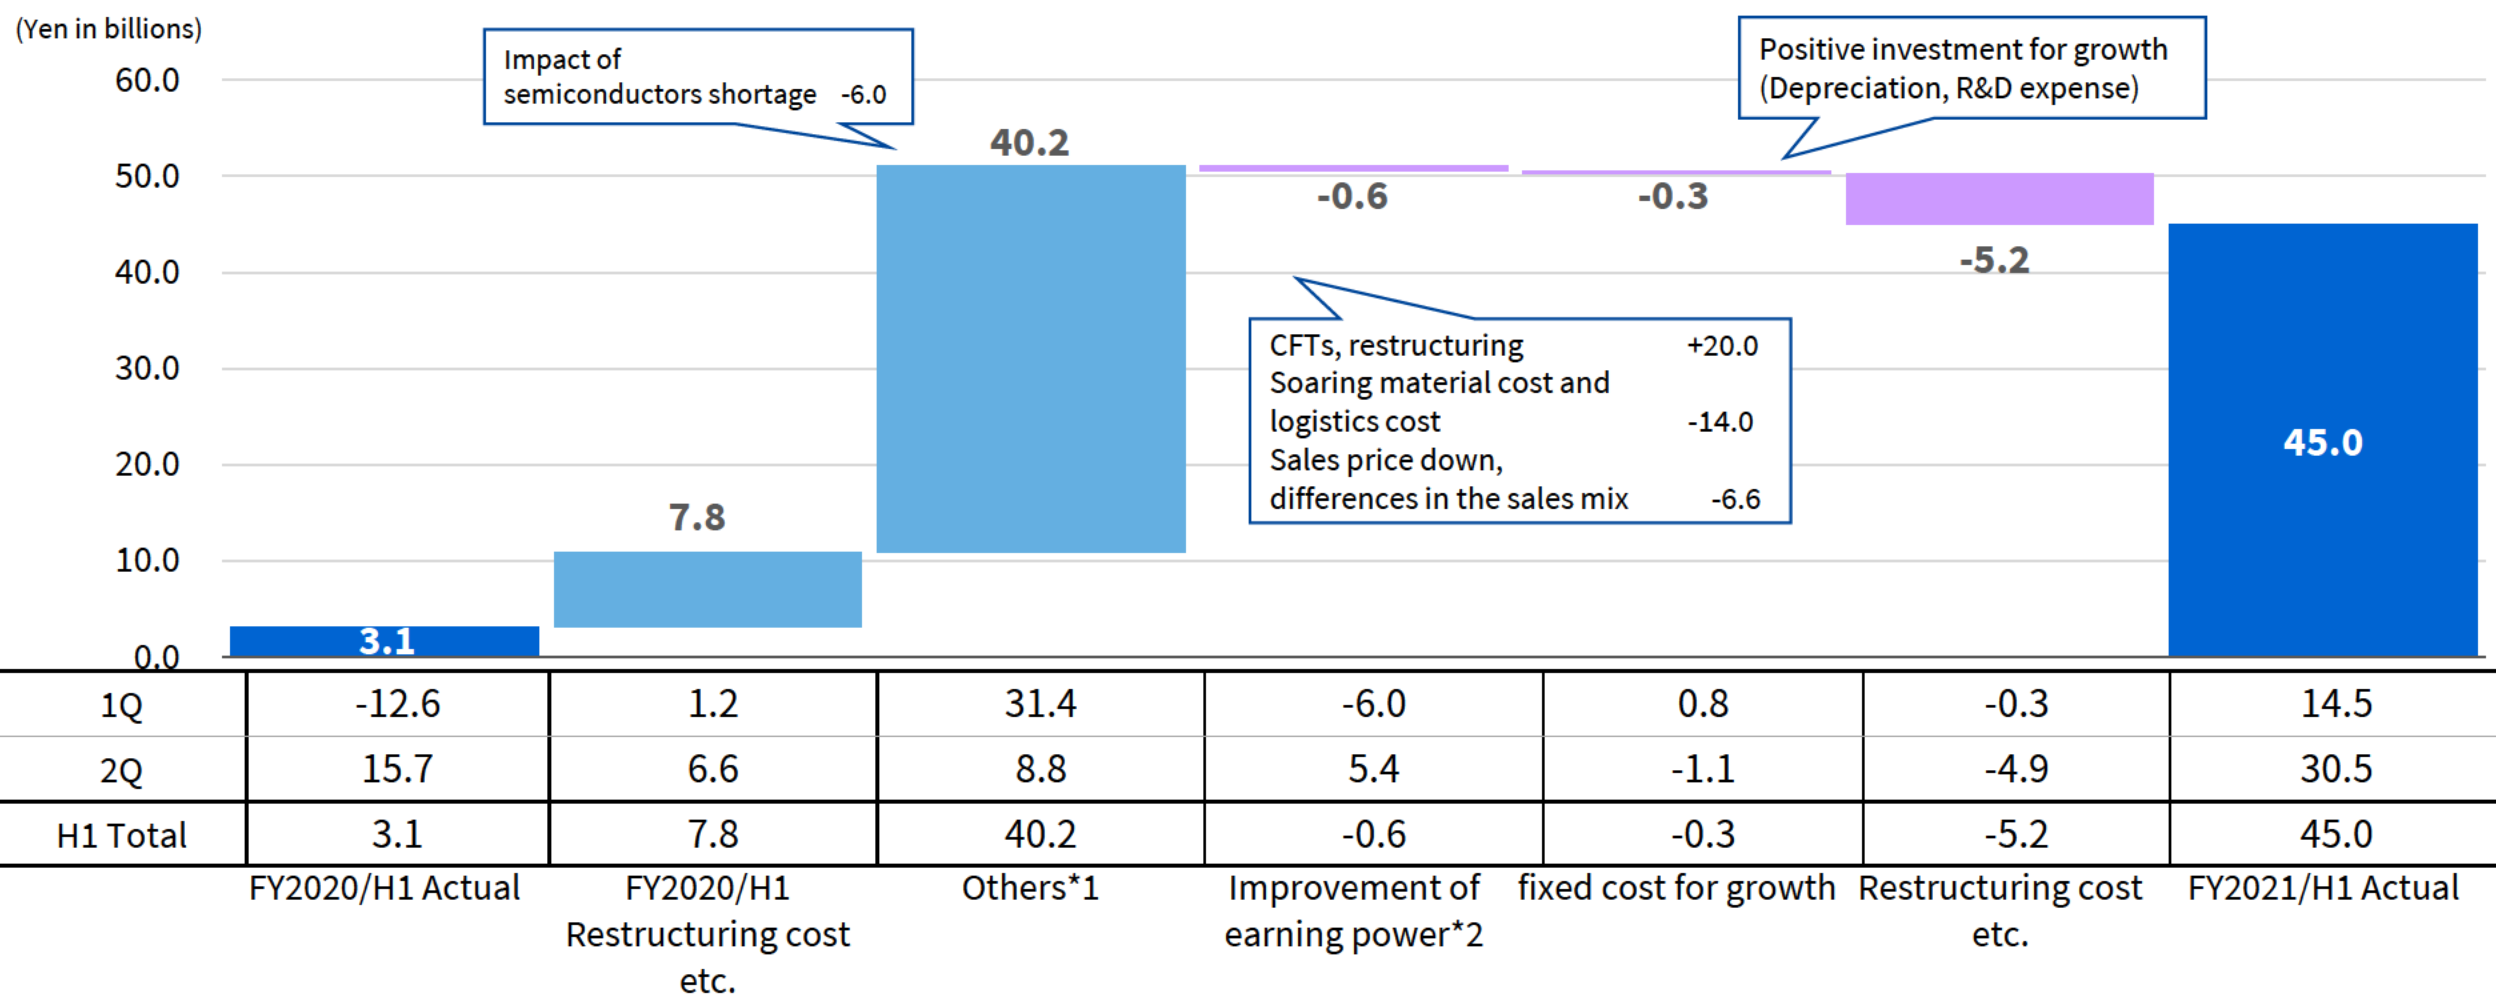 (Yen in billions)
60.0
50.0
40.0
30.0
20.0
10.0
0.0
Impact of
semiconductors shortage -6.0
Positive investment for growth
(Depreciation, R&D expense)
3.1
7.8
40.2
-0.6
-0.3
-5.2
45.0
CFTs, restructuring +20.0
Soaring material cost and
logistics cost -14.0
Sales price down,
differences in the sales mix -6.6
1Q -12.6 1.2 31.4 -6.0 0.8 -0.3 14.5
2Q 15.7 6.6 8.8 5.4 -1.1 -4.9 30.5
H1 Total 3.1 7.8 40.2 -0.6 -0.3 -5.2 45.0
FY2020/H1 Actual
FY2020/H1
Restructuring cost
etc.
Others*1
Improvement of
earning power*2
fixed cost for growth
Restructuring cost
etc.
FY2021/H1 Actual